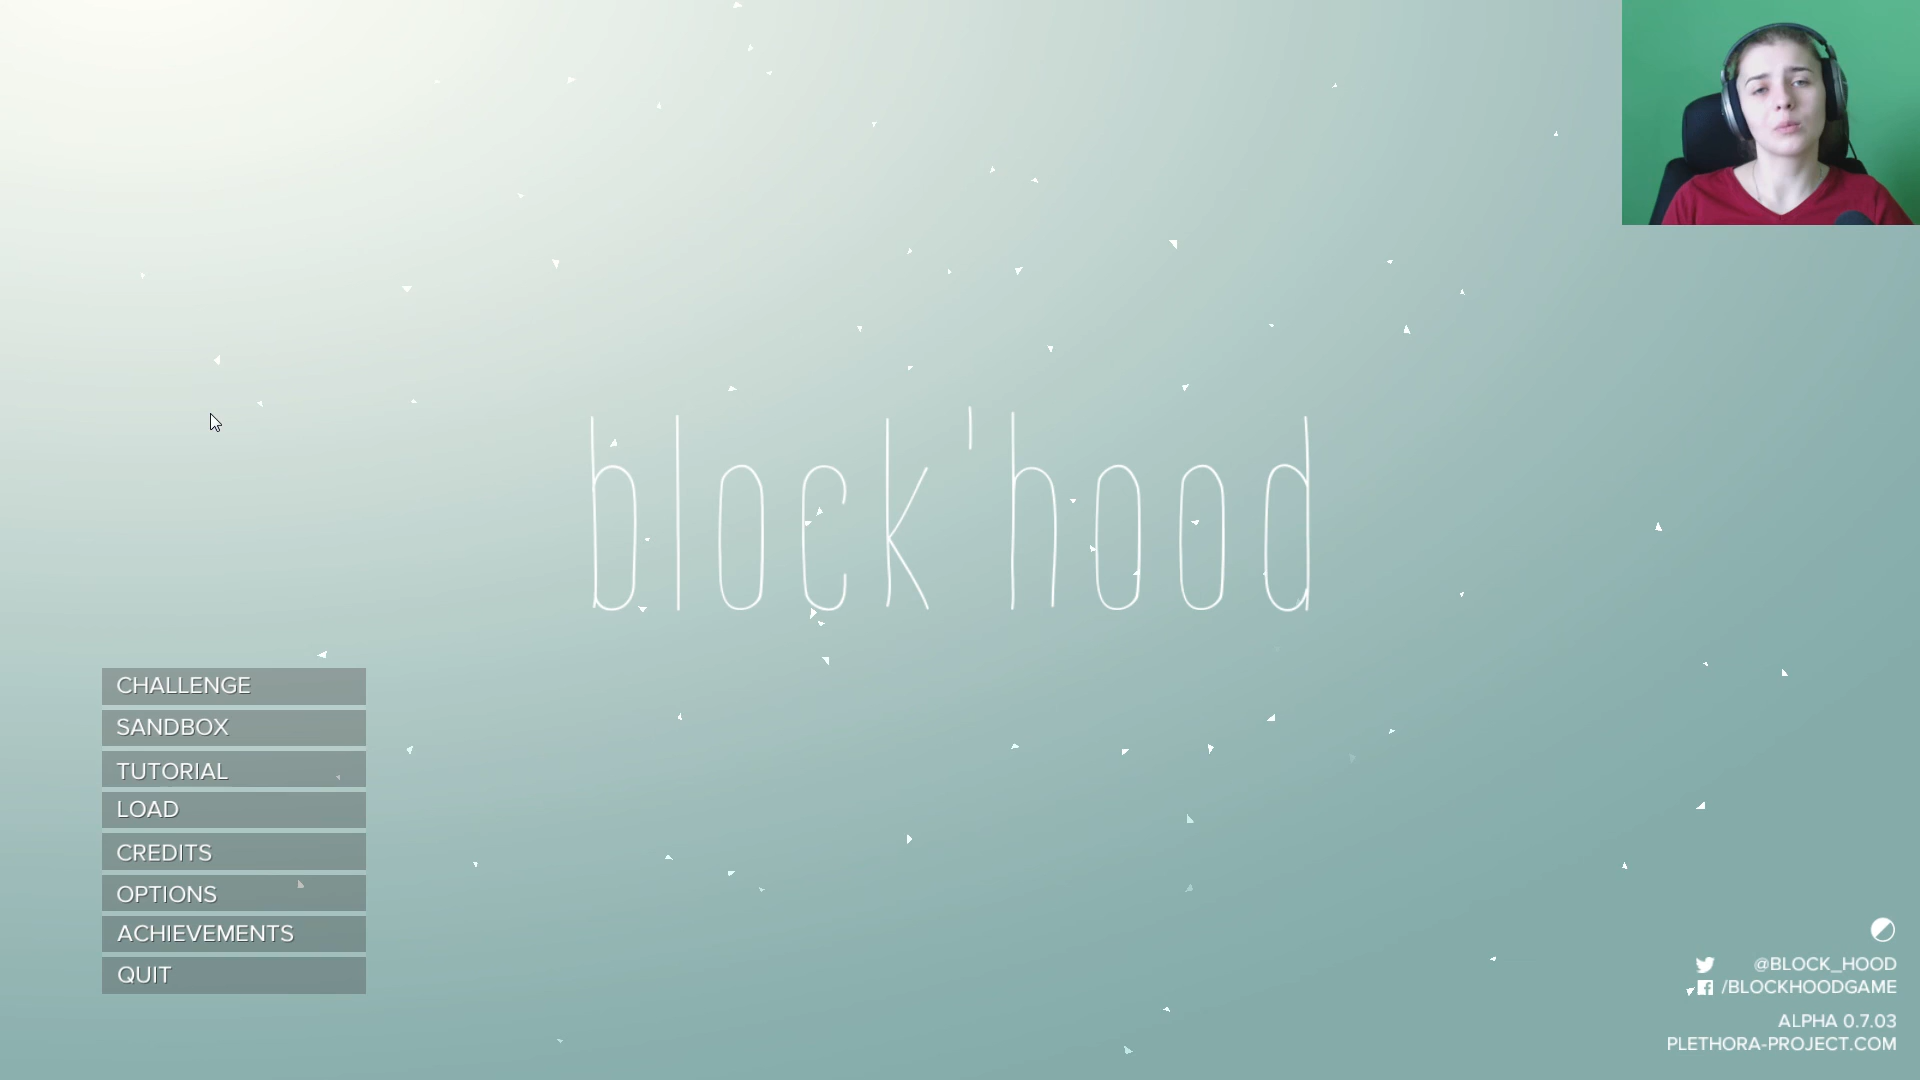 block'hood
CHALLENGE
SANDBOX
TUTORIAL
LOAD
CREDITS
OPTIONS
ACHIEVEMENTS
QUIT
@BLOCK_HOOD
/BLOCKHOODGAME
ALPHA 0.7.03
PLETHORA-PROJECT.COM